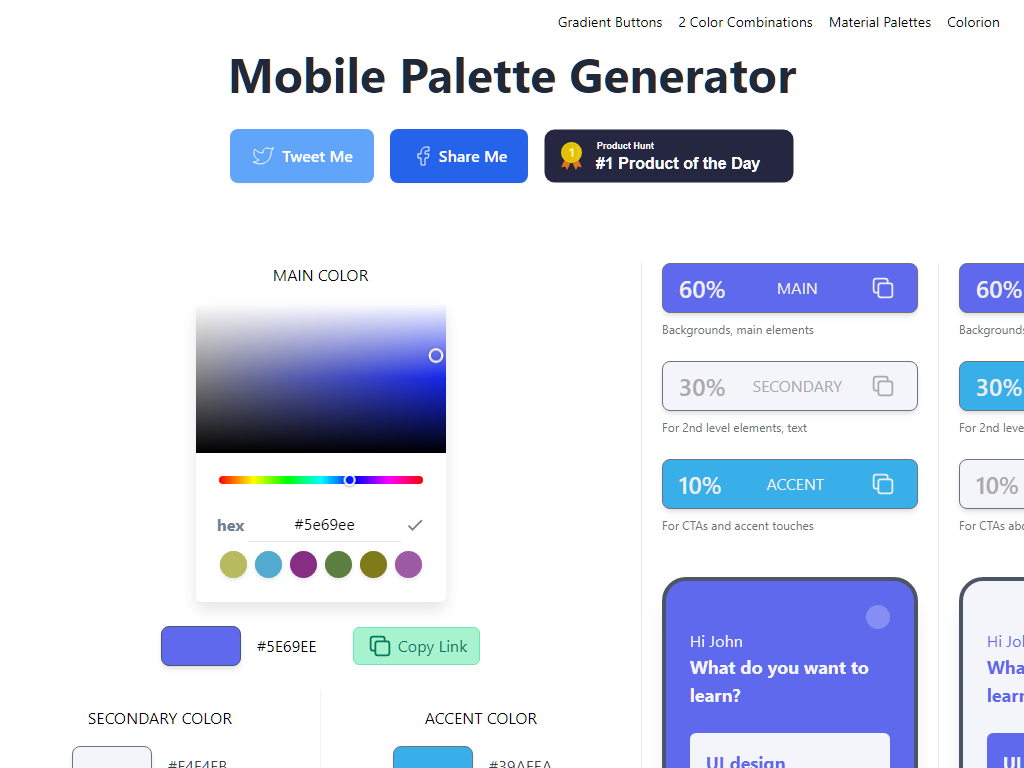 Gradient Buttons 2 Color Combinations Material Palettes Colorion
Mobile Palette Generator
Tweet Me
Share Me
1
Product Hunt
#1 Product of the Day
MAIN COLOR
hex #5e69ee
#5E69EE
Copy Link
SECONDARY COLOR
#F4F4FB
ACCENT COLOR
#39AEEA
60% MAIN
Backgrounds, main elements
30% SECONDARY
For 2nd level elements, text
10% ACCENT
For CTAs and accent touches
Hi John
What do you want to
learn?
UI design
60%
Backgrounds
30%
For 2nd leve
10%
For CTAs abo
Hi Joh
Wha
learn
UI